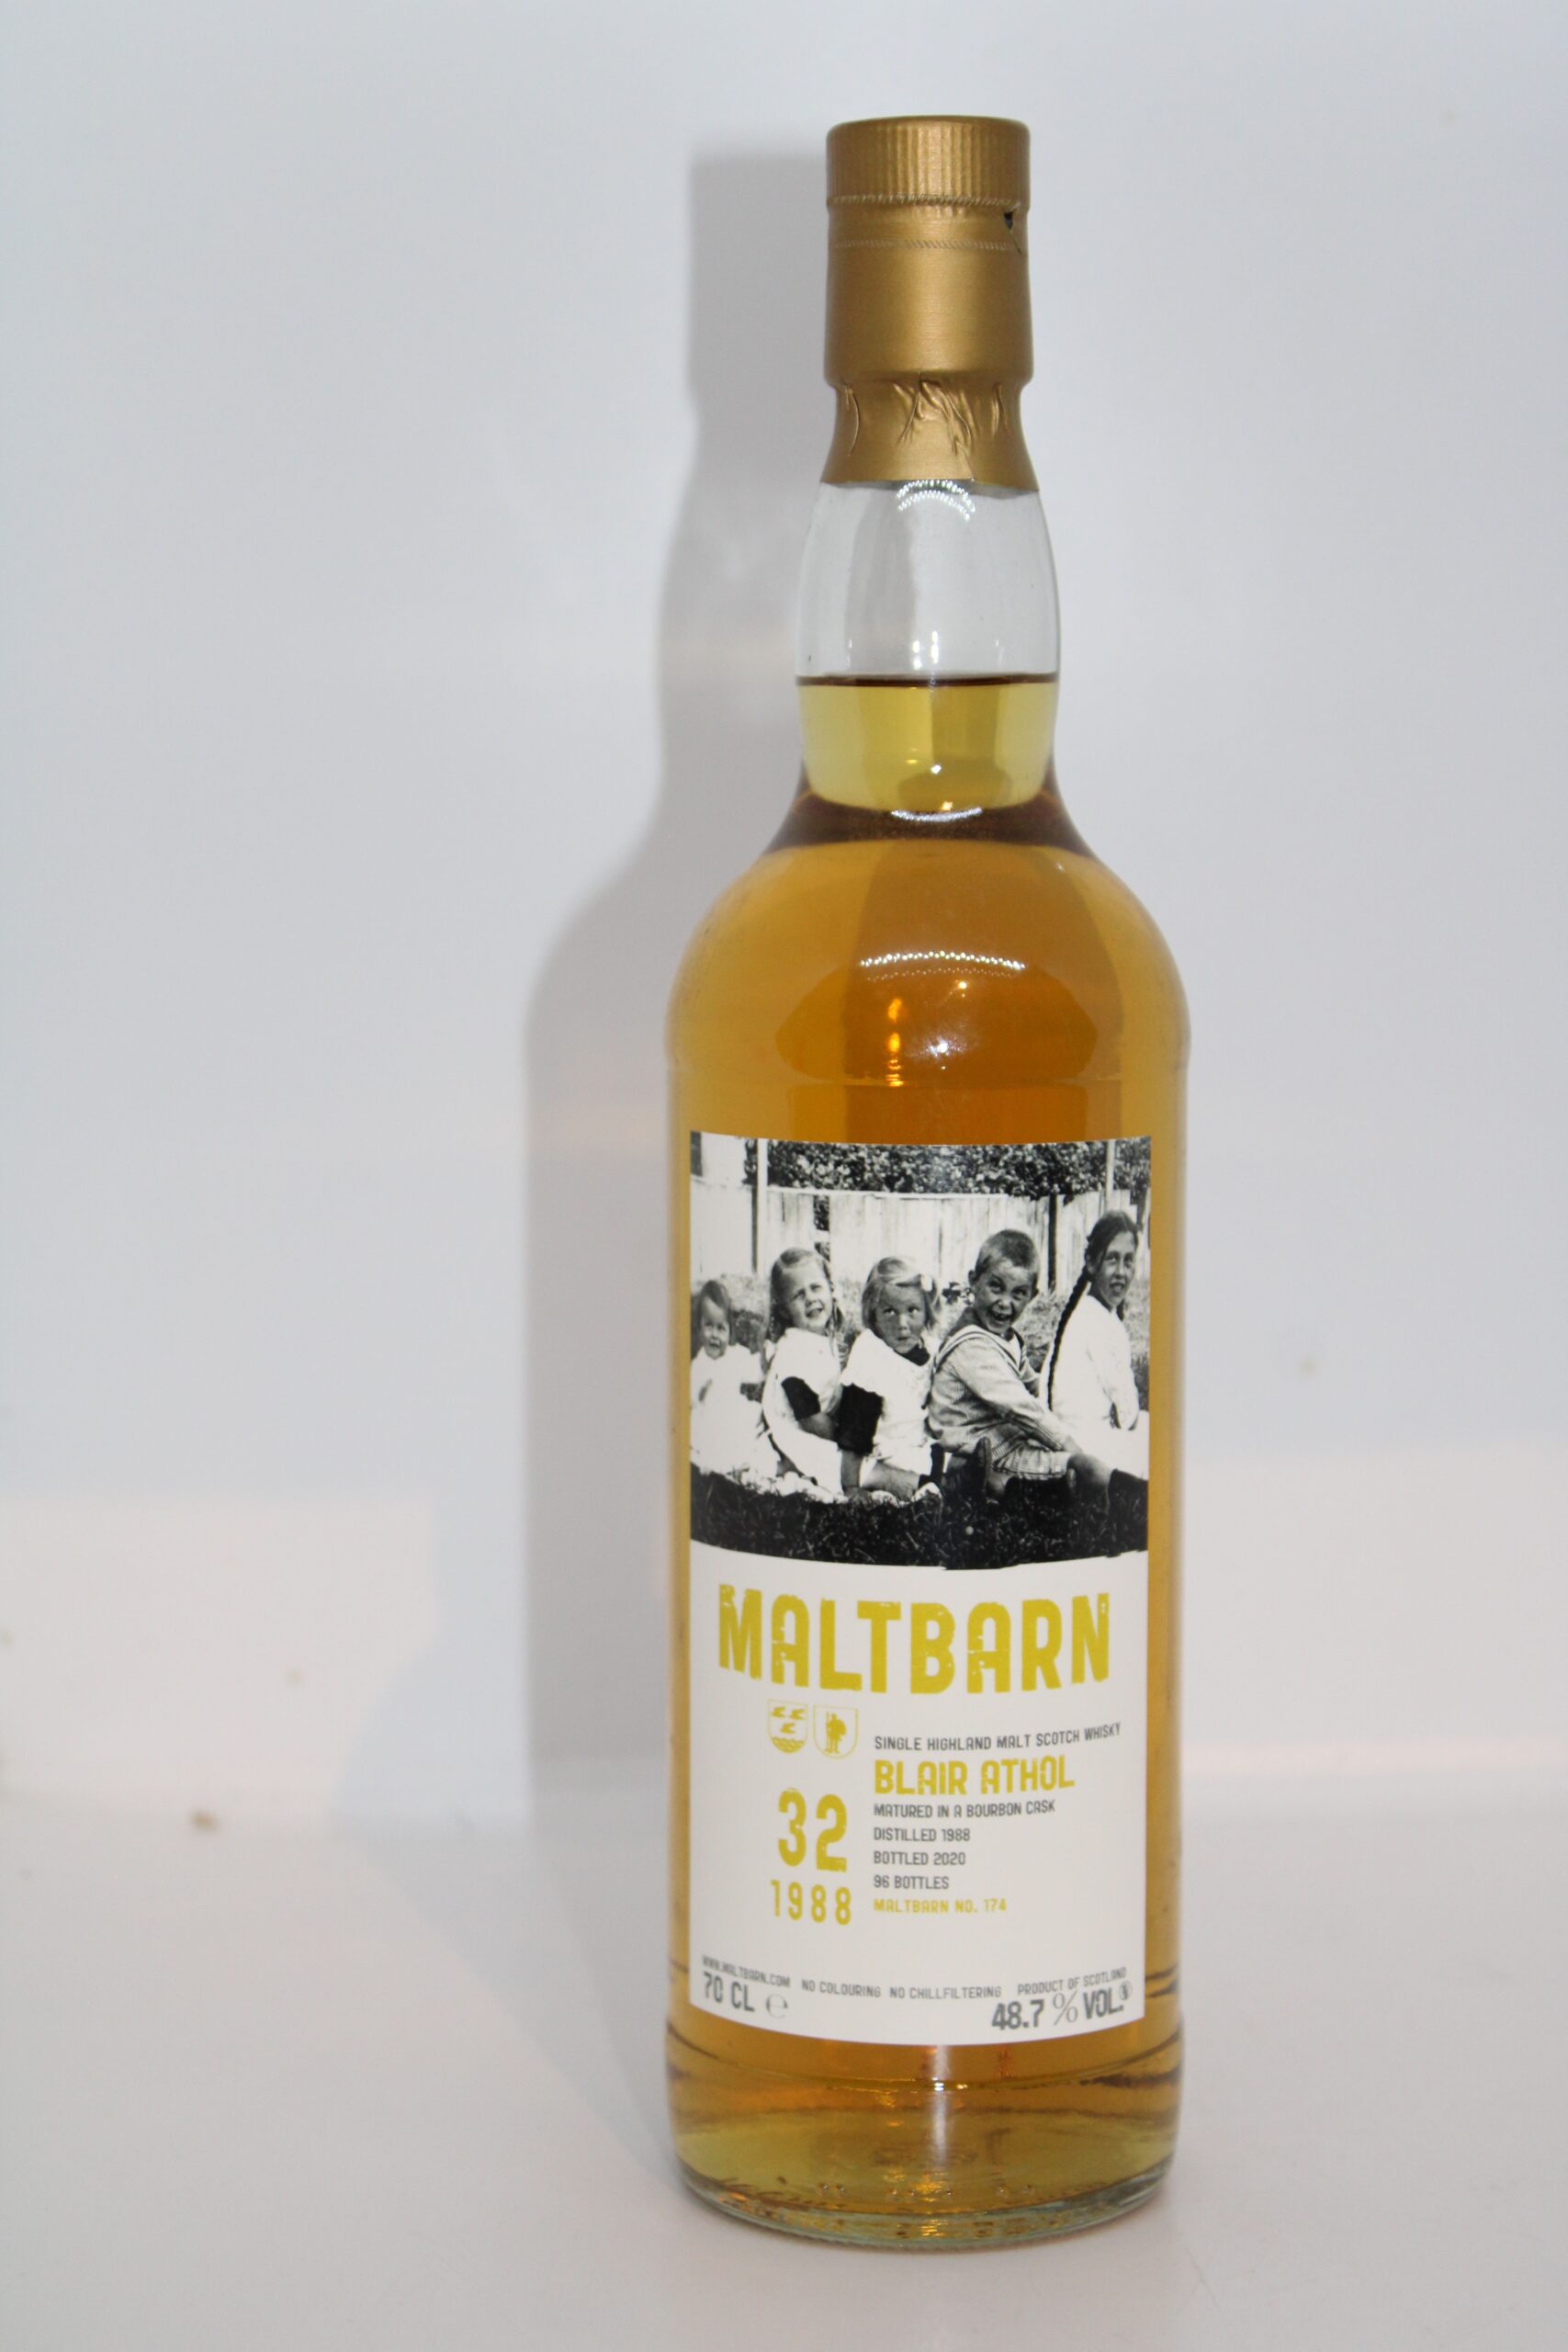 MALTBARN
SINGLE HIGHLAND MALT SCOTCH WHISKY
BLAIR ATHOL
MATURED IN A BOURBON CASK
DISTILLED 1988
BOTTLED 2020
96 BOTTLES
MALTBARN NO. 174
32
1988
WWW.MALTBARN.COM NO COLOURING NO CHILLFILTERING PRODUCT OF SCOTLAND
70 CL ℮ 48.7 % VOL.